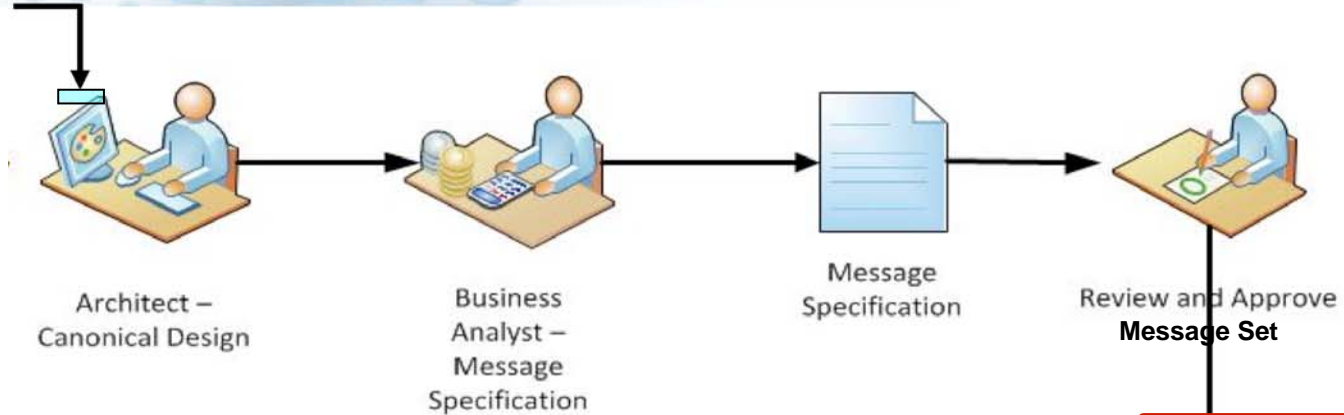 Architect –
Canonical Design
Business
Analyst –
Message
Specification
Message
Specification
Review and Approve
Message Set